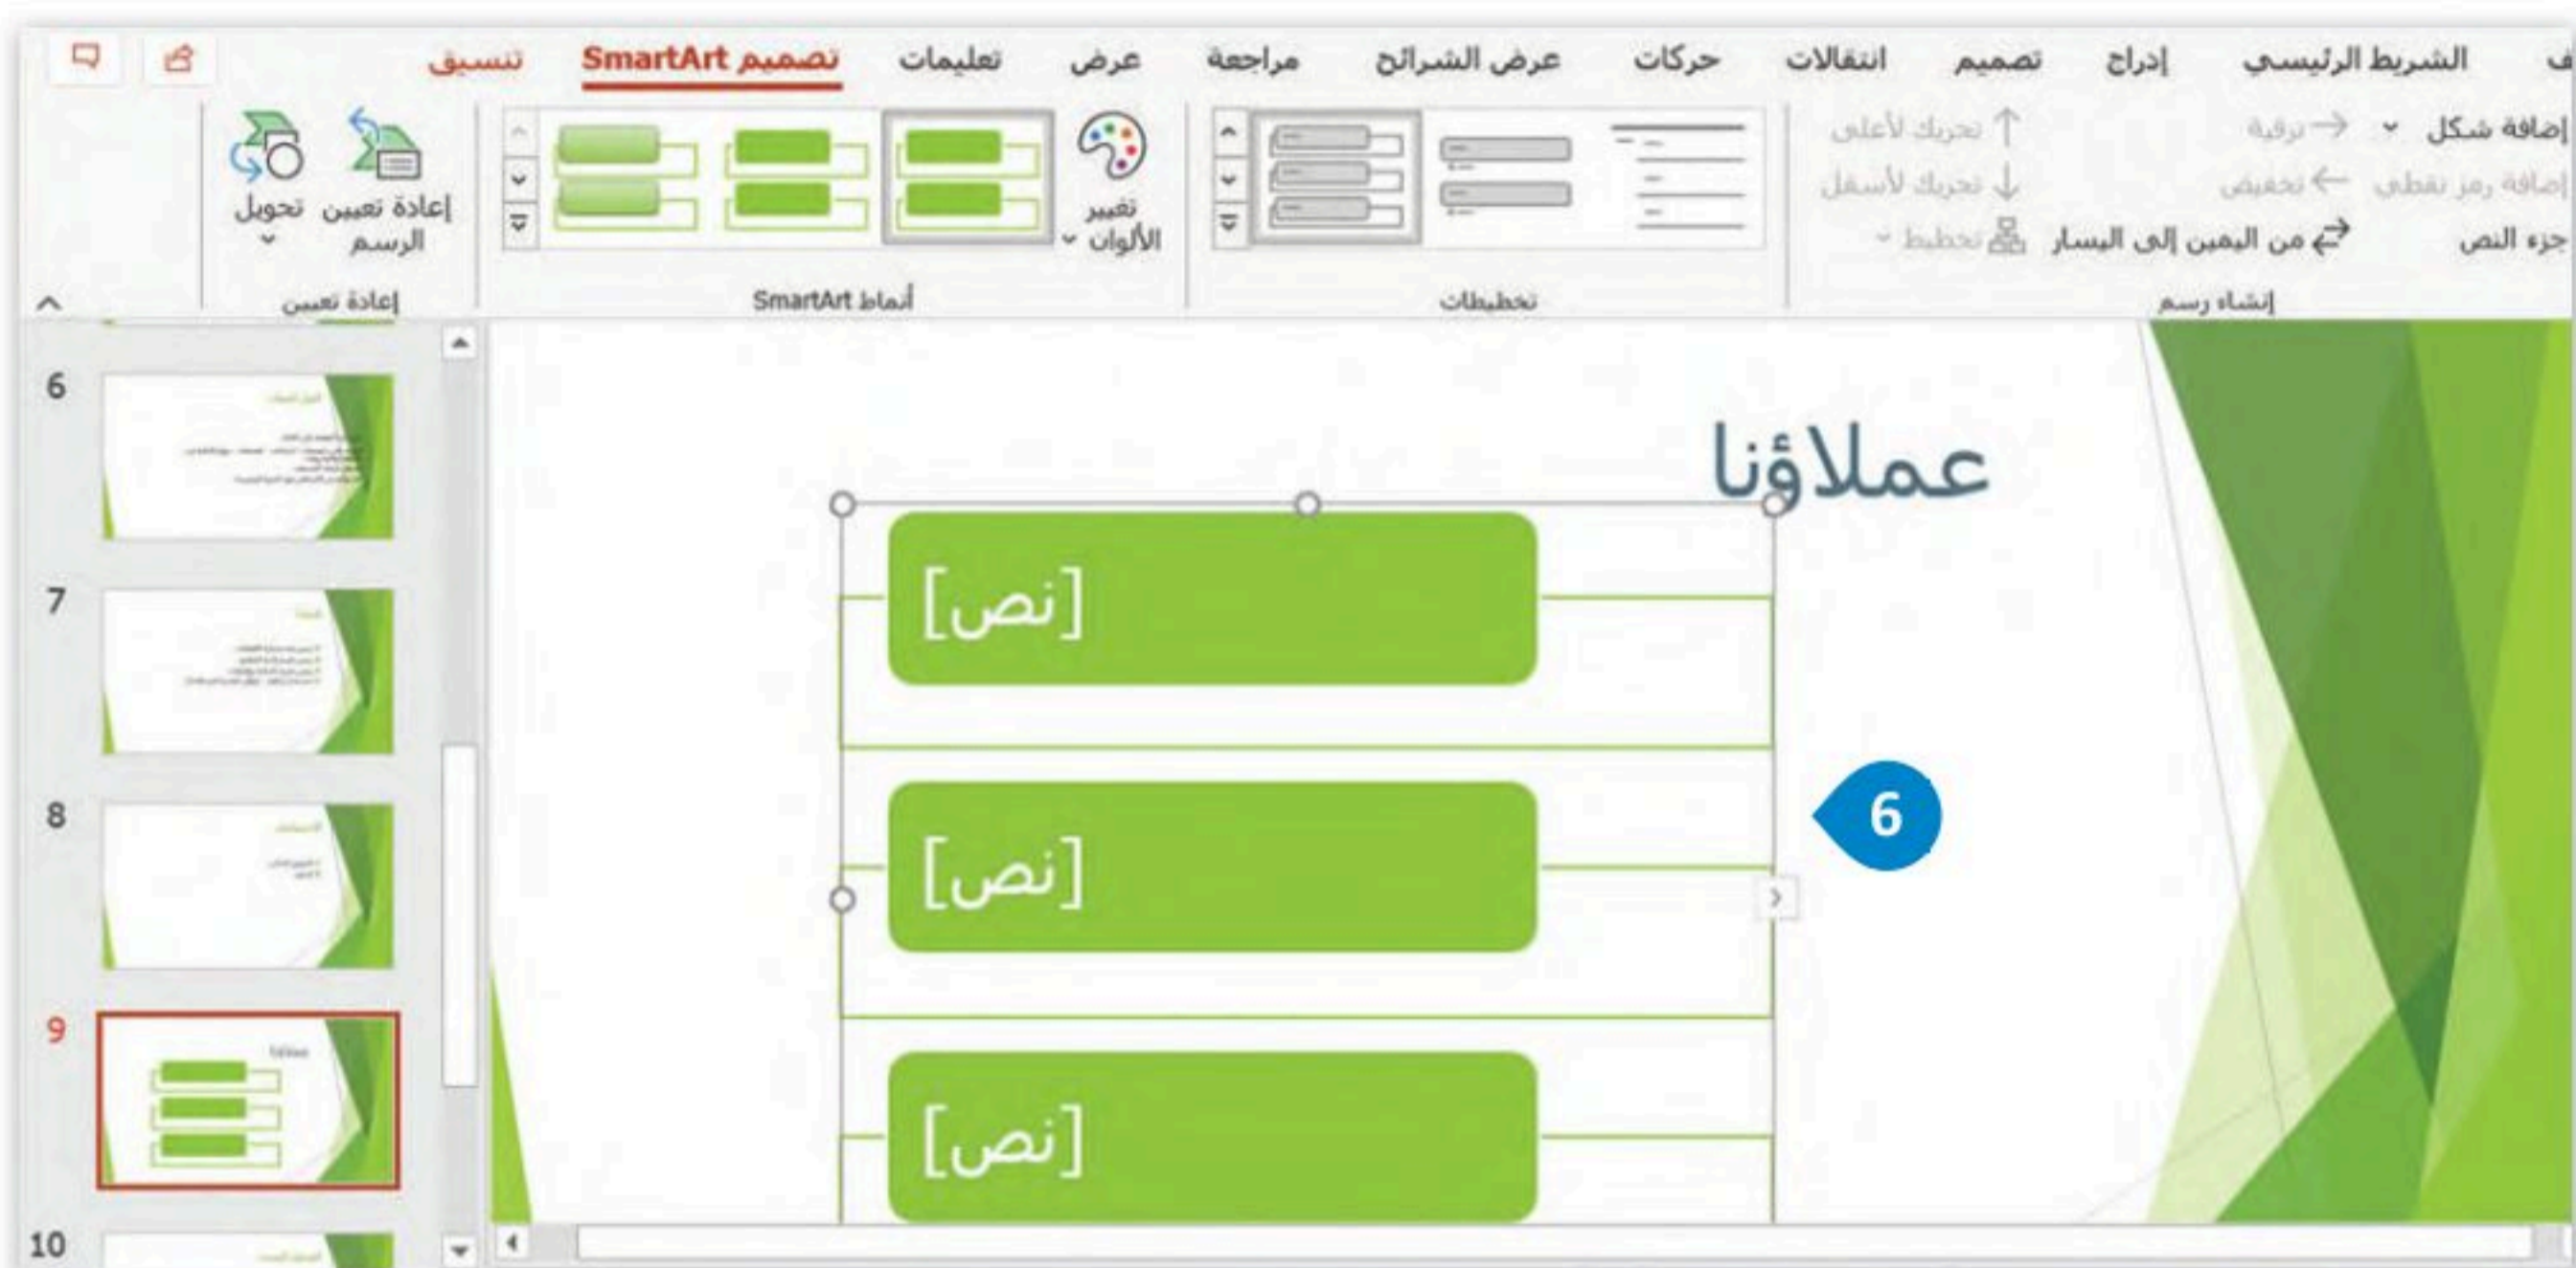 الشريط الرئيسي إدراج تصميم انتقالات حركات عرض الشرائح مراجعة عرض تعليمات تصميم SmartArt تنسيق
إضافة شكل ترقية تحريك لأعلى
إضافة رمز نقطي تخفيض تحريك لأسفل
جزء النص من اليمين إلى اليسار تخطيط
تغيير
الألوان
إعادة تعيين
الرسم
تحويل
إنشاء رسم تخطيطات أنماط SmartArt إعادة تعيين
عملاؤنا
[نص]
[نص]
[نص]
6
6
7
8
9
10